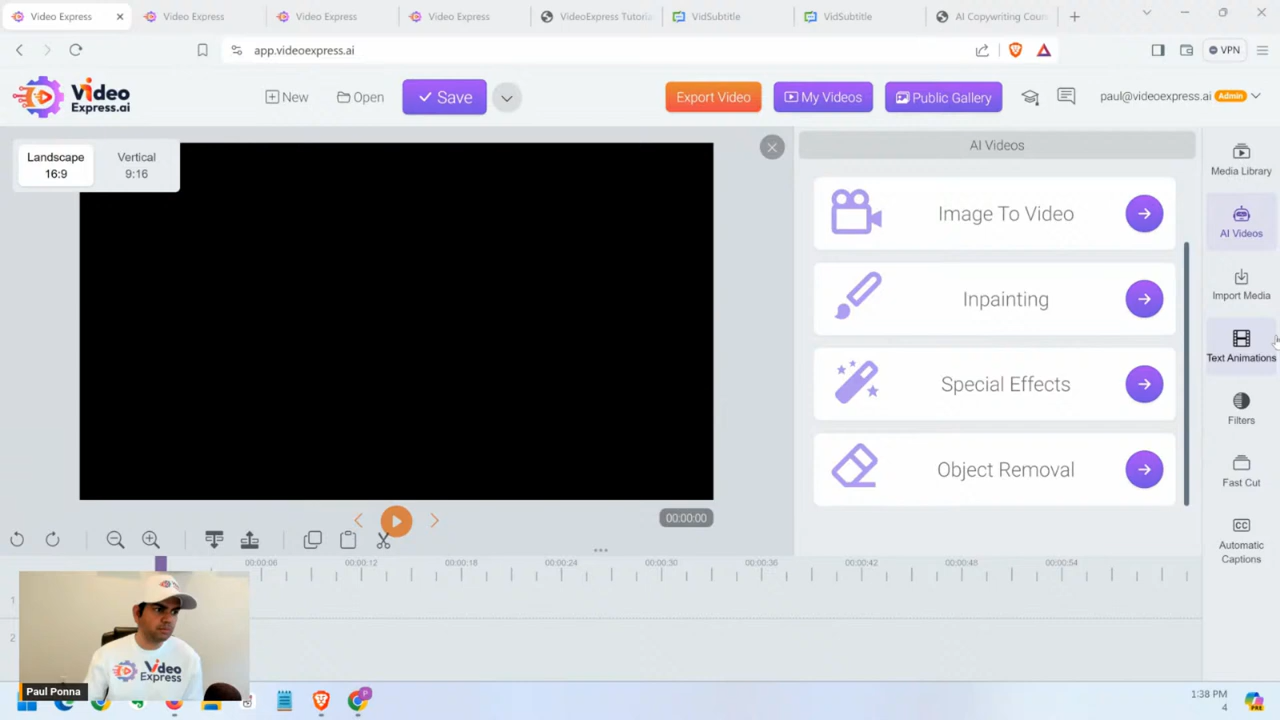 Video Express
Video Express
Video Express
Video Express
VideoExpress Tutoria
VidSubtitle
VidSubtitle
AI Copywriting Cour
app.videoexpress.ai
VPN
Video
Express.ai
New
Open
Save
Export Video
My Videos
Public Gallery
paul@videoexpress.ai
Admin
Landscape
16:9
Vertical
9:16
AI Videos
Image To Video
Inpainting
Special Effects
Object Removal
Media Library
AI Videos
Import Media
Text Animations
Filters
Fast Cut
CC
Automatic
Captions
00:00:00
00:00:06
00:00:12
00:00:18
00:00:24
00:00:30
00:00:36
00:00:42
00:00:48
00:00:54
1
2
Video
Express
Paul Ponna
P
1:38 PM
4
PRE